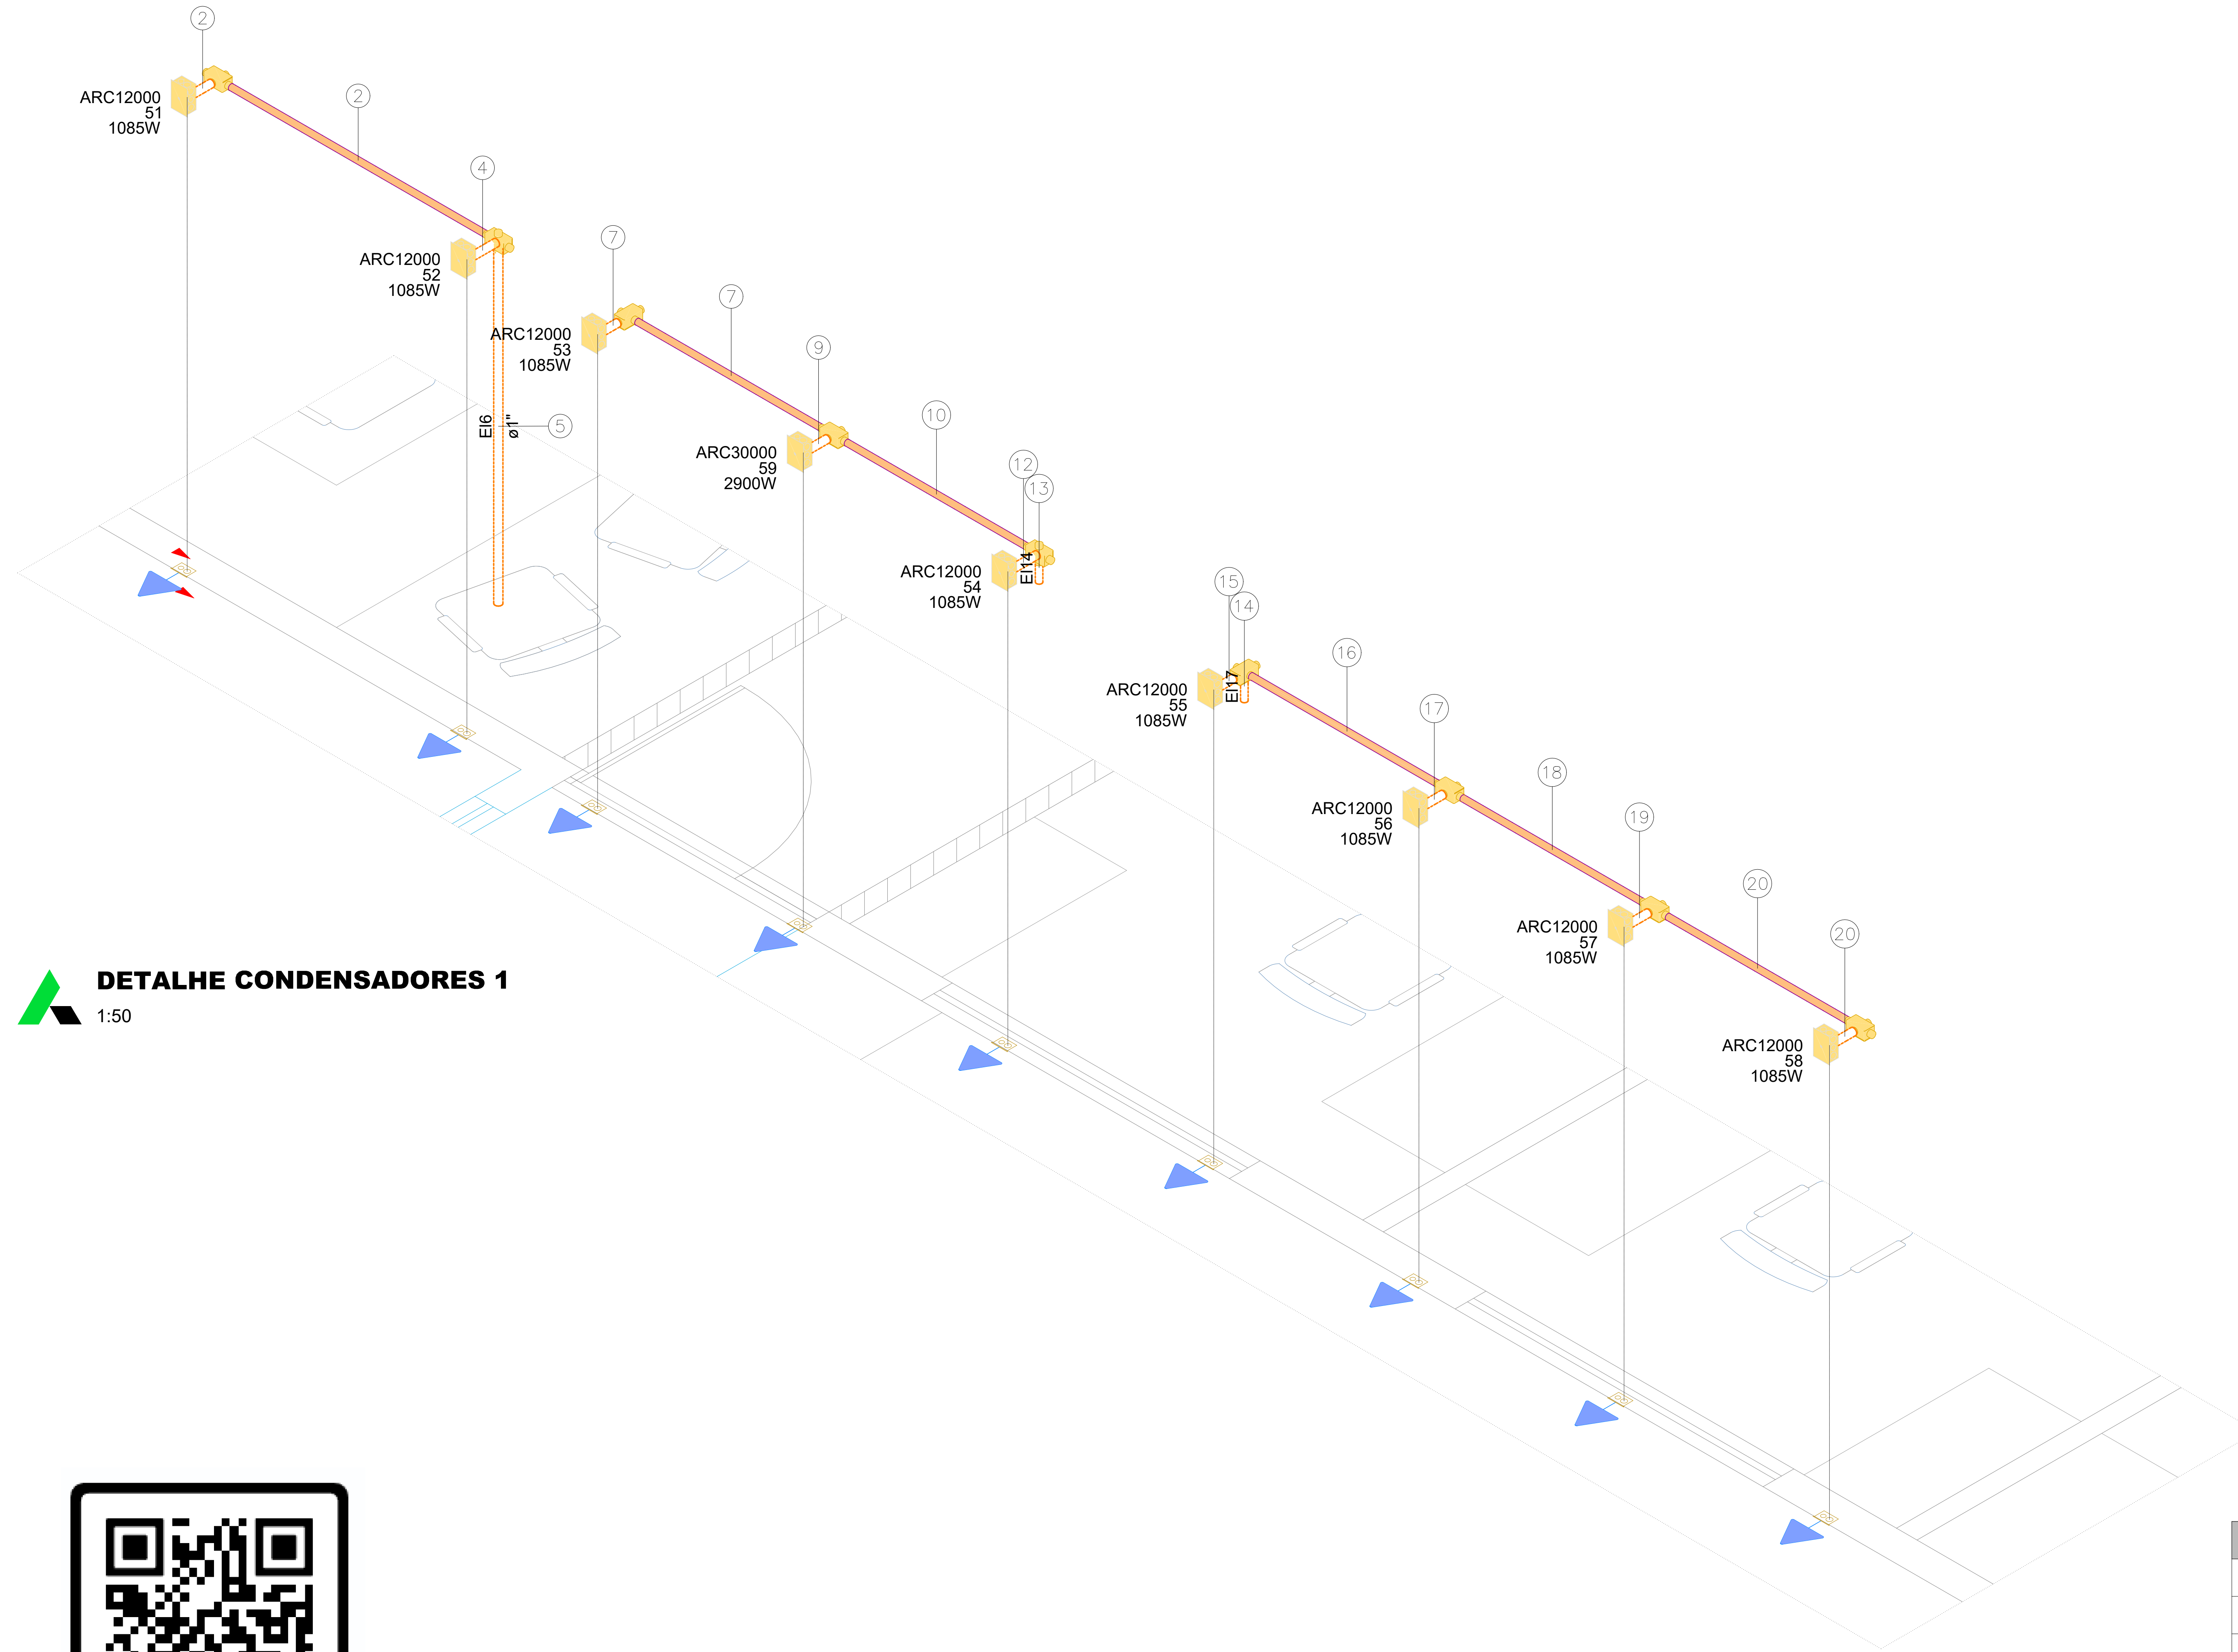 2
ARC12000
51
1085W
2
4
ARC12000
52
1085W
7
ARC12000
53
1085W
7
EI6
ø1"
5
9
ARC30000
59
2900W
10
12
13
ARC12000
54
1085W
EI14
15
14
ARC12000
55
1085W
EI17
16
17
ARC12000
56
1085W
18
19
ARC12000
57
1085W
20
20
ARC12000
58
1085W
DETALHE CONDENSADORES 1
1:50